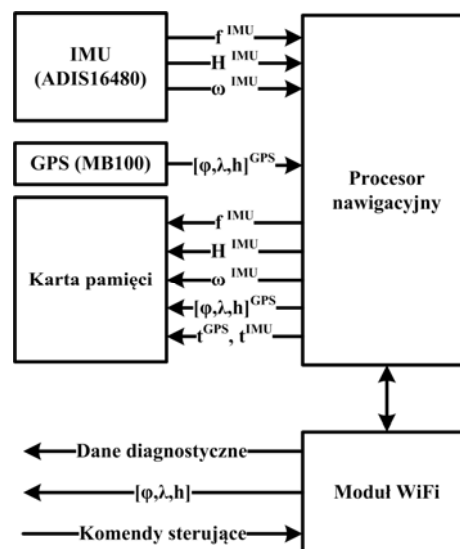 IMU
(ADIS16480)
f IMU
H IMU
ω IMU
GPS (MB100)
[φ,λ,h]GPS
Procesor
nawigacyjny
Karta pamięci
f IMU
H IMU
ω IMU
[φ,λ,h]GPS
tGPS, tIMU
Dane diagnostyczne
[φ,λ,h]
Komendy sterujące
Moduł WiFi